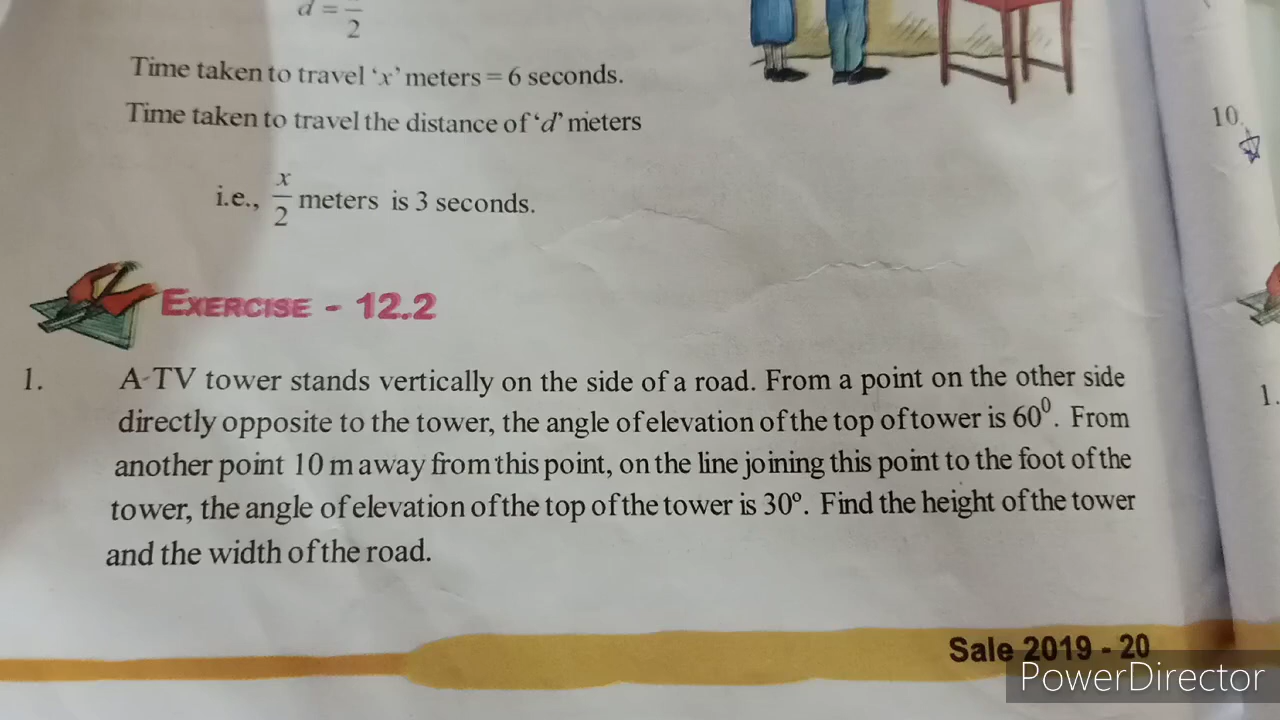 d = 
2
Time taken to travel ‘x’ meters = 6 seconds.
Time taken to travel the distance of ‘d’ meters
i.e., x/2 meters is 3 seconds.
10.
EXERCISE - 12.2
1. A TV tower stands vertically on the side of a road. From a point on the other side
directly opposite to the tower, the angle of elevation of the top of tower is 60⁰. From
another point 10 m away from this point, on the line joining this point to the foot of the
tower, the angle of elevation of the top of the tower is 30º. Find the height of the tower
and the width of the road.
1.
Sale 2019 - 20
PowerDirector